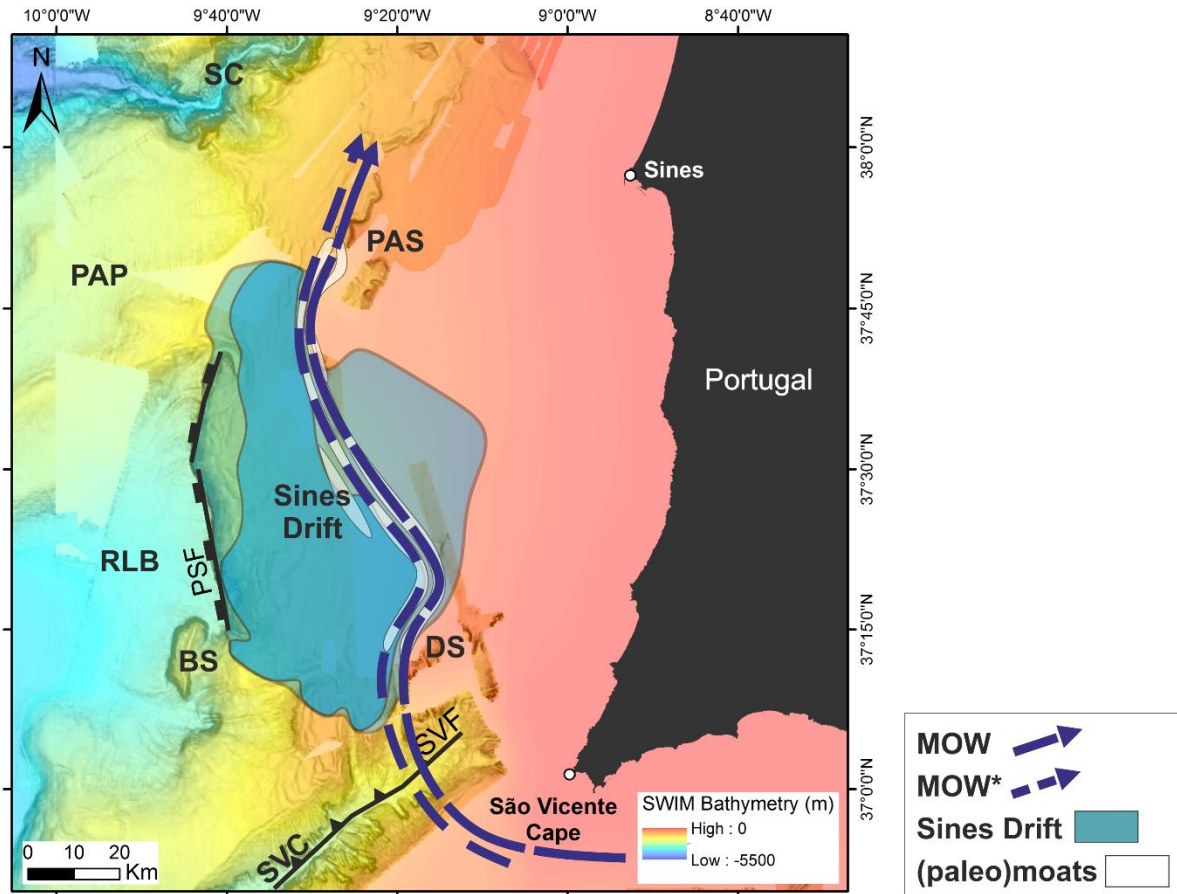 10°0'0"W 9°40'0"W 9°20'0"W 9°0'0"W 8°40'0"W
N
SC
38°0'0"N
Sines
PAS
PAP
37°45'0"N
Portugal
37°30'0"N
Sines
Drift
RLB
PSF
37°15'0"N
BS
DS
SVF
37°0'0"N
São Vicente
Cape
SVC
0 10 20
Km
SWIM Bathymetry (m)
High : 0
Low : -5500
MOW
MOW*
Sines Drift
(paleo)moats